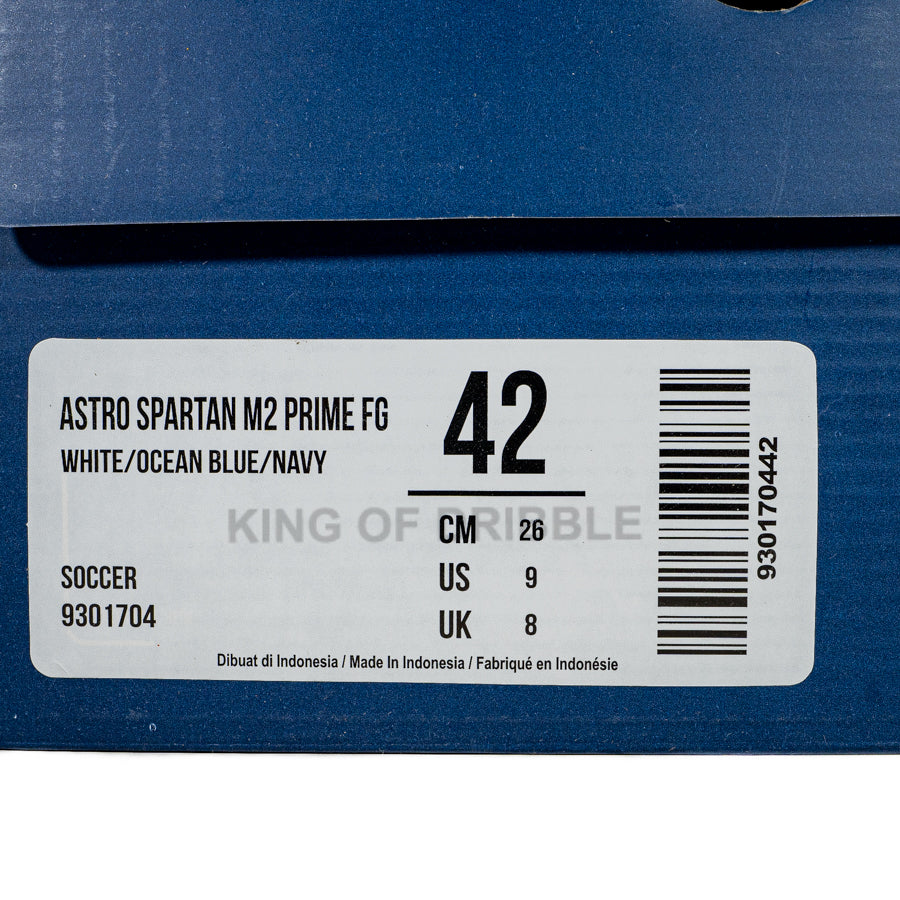 ASTRO SPARTAN M2 PRIME FG
WHITE/OCEAN BLUE/NAVY
42
KING OF DRIBBLE
CM 26
US 9
UK 8
SOCCER
9301704
Dibuat di Indonesia / Made In Indonesia / Fabriqué en Indonésie
930170442